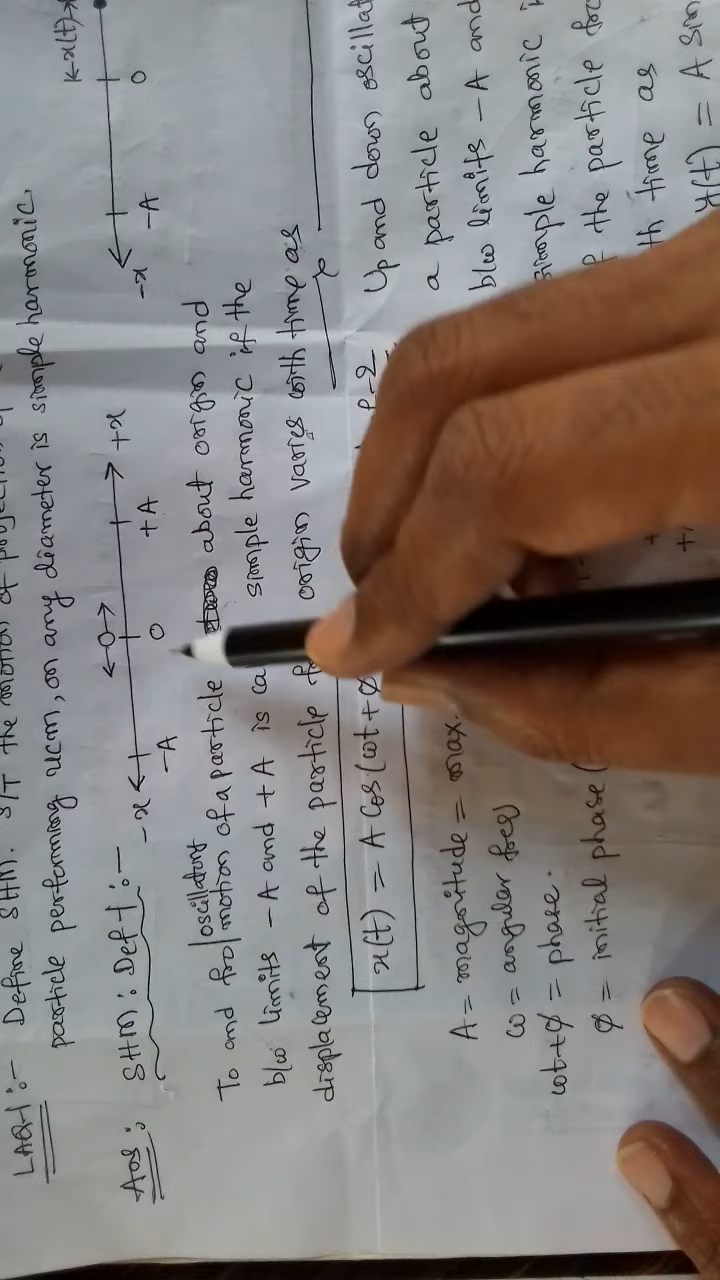 LAQ-1 :- Define SHM. S/T the motion of projection of
particle performing ucm, on any diameter is simple harmonic.
Ans: SHM: Def 1 :-
-x -A O +A +x
-x -A O x(t)
To and fro/oscillatory motion of a particle about origin and
b/w limits -A and +A is simple harmonic if the
displacement of the particle origin varies with time as
x(t) = A Cos(ωt + φ
A = magnitude = max.
ω = angular freq
ωt+φ = phase.
φ = initial phase (
Up and down oscillat
a particle about
b/w limits -A and
simple harmonic i
the particle
th time as
y(t) = A sin